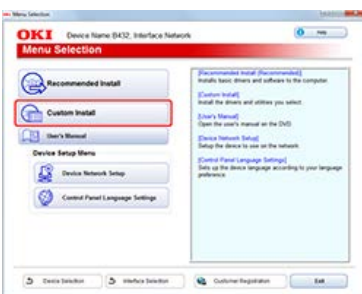 Menu Selection
OKI Device Name B432, Interface Network
Help
Menu Selection
Recommended Install
Custom Install
User's Manual
Device Setup Menu
Device Network Setup
Control Panel Language Settings
[Recommended Install (Recommended)]
Installs basic drivers and software to the computer.
[Custom Install]
Install the drivers and utilities you select.
[User's Manual]
Open the user's manual on the DVD.
[Device Network Setup]
Setup the device to use on the network.
[Control Panel Language Settings]
Sets up the device language according to your language
preference.
Device Selection
Interface Selection
Customer Registration
Exit